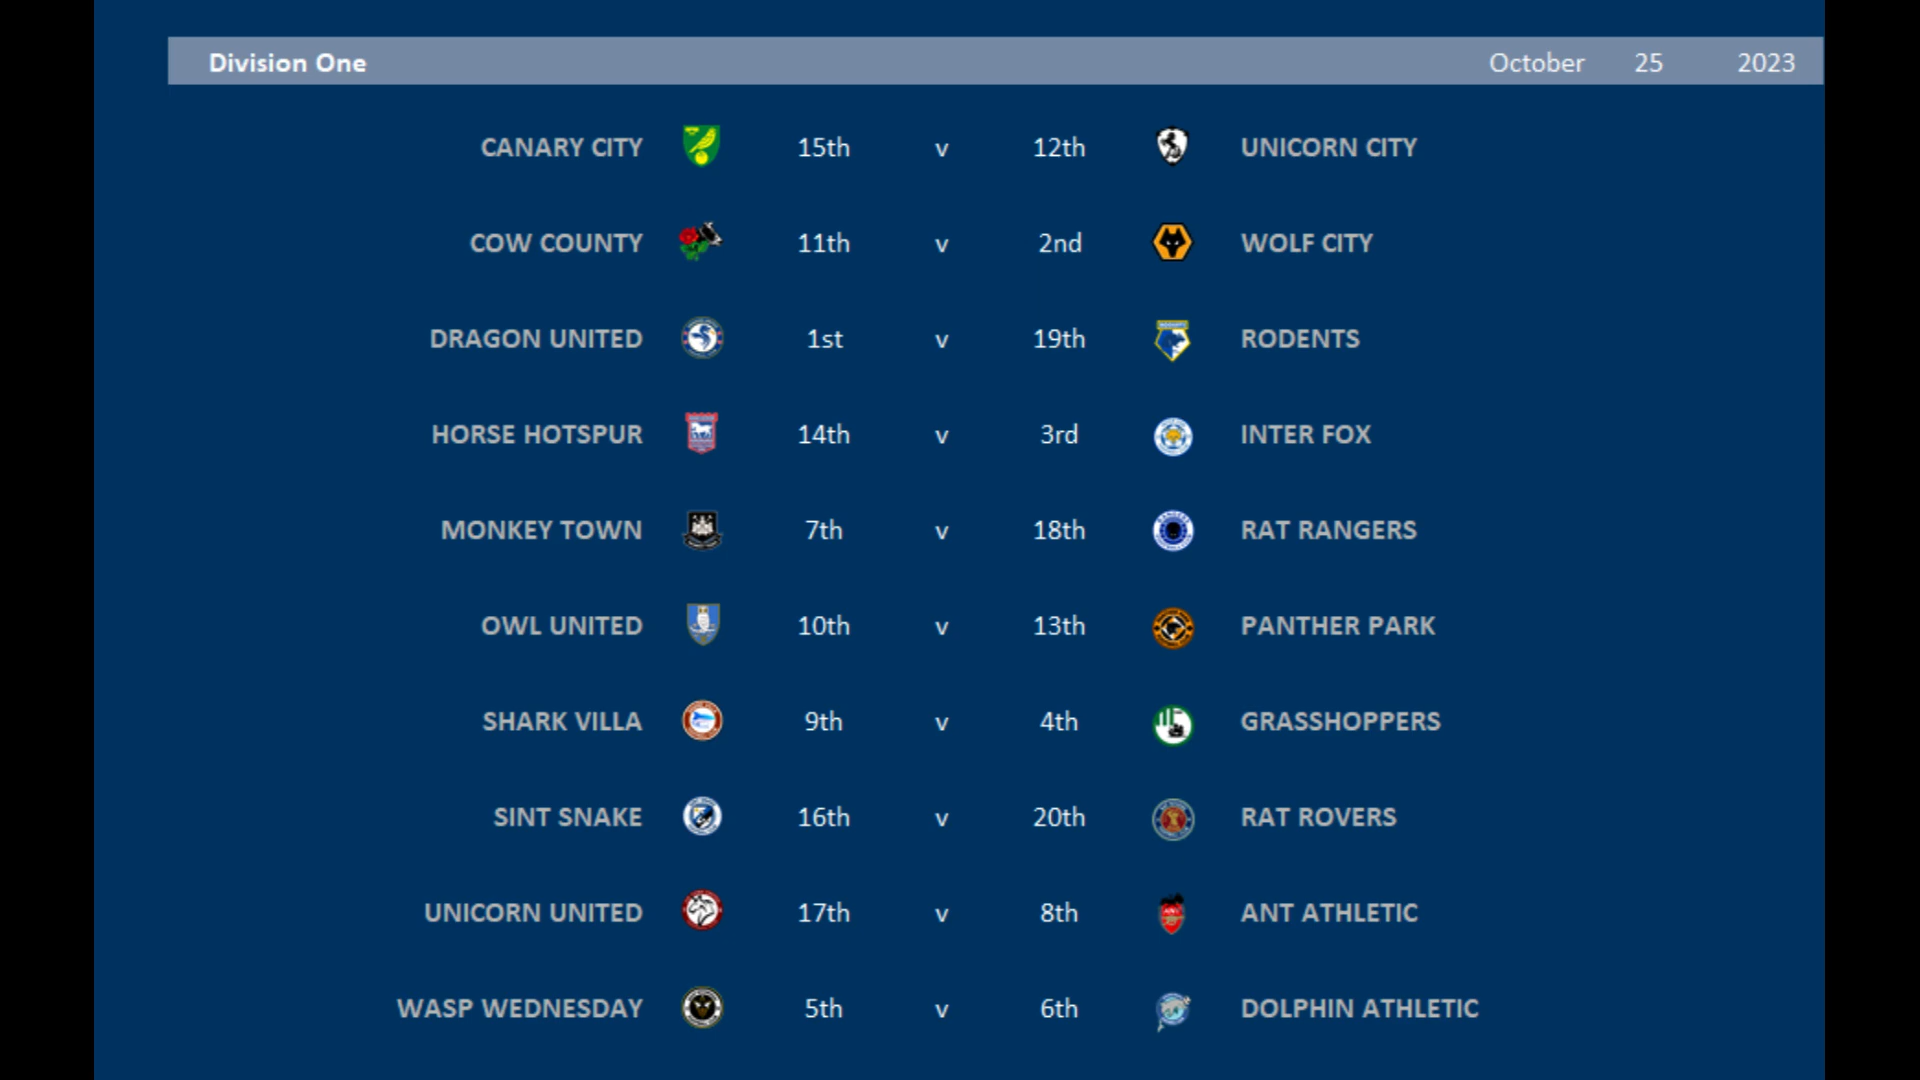 Division One October 25 2023
CANARY CITY 15th v 12th UNICORN CITY
COW COUNTY 11th v 2nd WOLF CITY
DRAGON UNITED 1st v 19th RODENTS
HORSE HOTSPUR 14th v 3rd INTER FOX
MONKEY TOWN 7th v 18th RAT RANGERS
OWL UNITED 10th v 13th PANTHER PARK
SHARK VILLA 9th v 4th GRASSHOPPERS
SINT SNAKE 16th v 20th RAT ROVERS
UNICORN UNITED 17th v 8th ANT ATHLETIC
WASP WEDNESDAY 5th v 6th DOLPHIN ATHLETIC